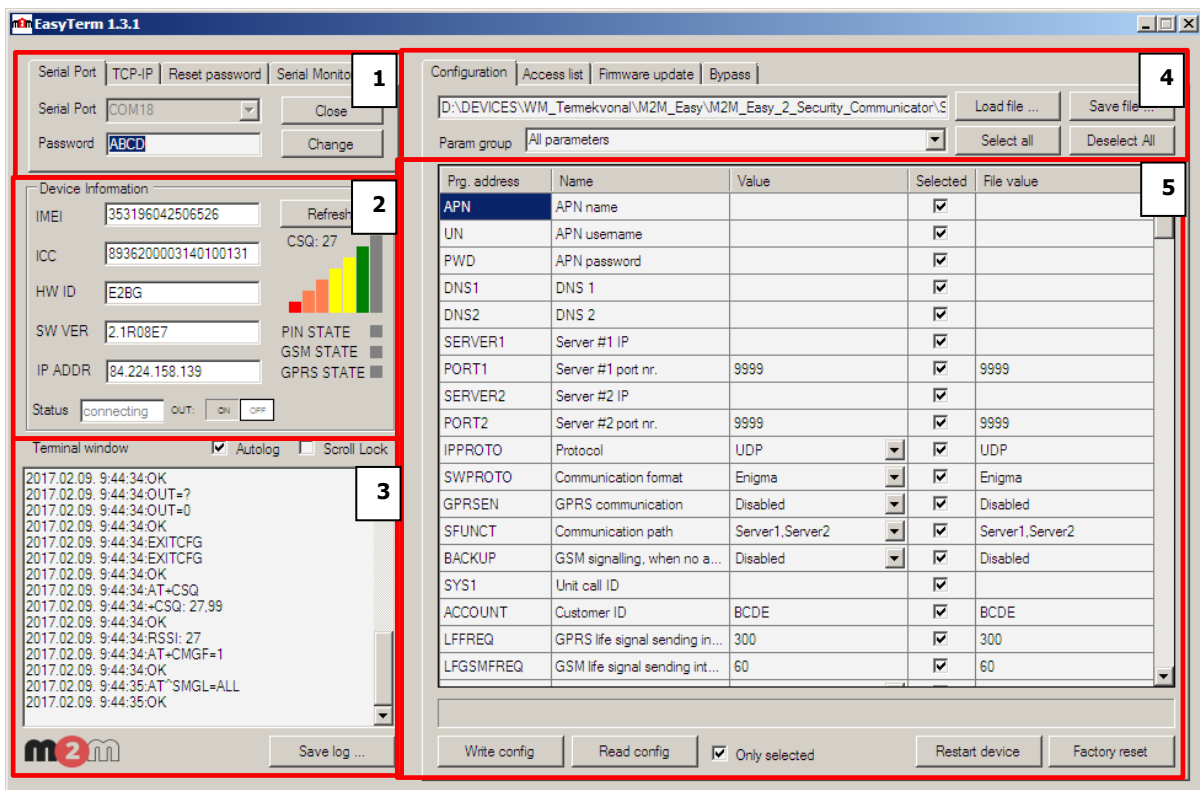 m2m EasyTerm 1.3.1
Serial Port TCP-IP Reset password Serial Monito
1
Serial Port COM18 Close
Password ABCD Change
Device Information
2
IMEI 353196042506526 Refresh
CSQ: 27
ICC 8936200003140100131
HW ID E2BG
SW VER 2.1R08E7
PIN STATE
GSM STATE
IP ADDR 84.224.158.139
GPRS STATE
Status connecting OUT: ON OFF
Terminal window Autolog Scroll Lock
3
2017.02.09. 9:44:34:OK
2017.02.09. 9:44:34:OUT=?
2017.02.09. 9:44:34:OUT=0
2017.02.09. 9:44:34:OK
2017.02.09. 9:44:34:EXITCFG
2017.02.09. 9:44:34:EXITCFG
2017.02.09. 9:44:34:OK
2017.02.09. 9:44:34:AT+CSQ
2017.02.09. 9:44:34:+CSQ: 27,99
2017.02.09. 9:44:34:OK
2017.02.09. 9:44:34:RSSI: 27
2017.02.09. 9:44:34:AT+CMGF=1
2017.02.09. 9:44:34:OK
2017.02.09. 9:44:35:AT^SMGL=ALL
2017.02.09. 9:44:35:OK
m2m Save log ...
Configuration Access list Firmware update Bypass
4
D:\DEVICES\WM_Termekvonal\M2M_Easy\M2M_Easy_2_Security_Communicator\S Load file ... Save file ...
Param group All parameters Select all Deselect All
5
Prg. address Name Value Selected File value
APN APN name
UN APN username
PWD APN password
DNS1 DNS 1
DNS2 DNS 2
SERVER1 Server #1 IP
PORT1 Server #1 port nr. 9999 9999
SERVER2 Server #2 IP
PORT2 Server #2 port nr. 9999 9999
IPPROTO Protocol UDP UDP
SWPROTO Communication format Enigma Enigma
GPRSEN GPRS communication Disabled Disabled
SFUNCT Communication path Server1,Server2 Server1,Server2
BACKUP GSM signalling, when no a... Disabled Disabled
SYS1 Unit call ID
ACCOUNT Customer ID BCDE BCDE
LFFREQ GPRS life signal sending in... 300 300
LFGSMFREQ GSM life signal sending int... 60 60
Write config Read config Only selected Restart device Factory reset